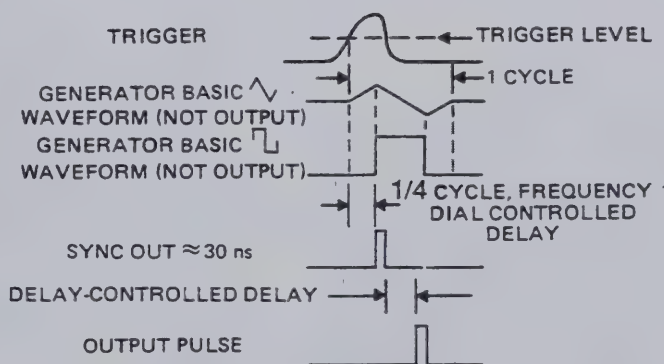 TRIGGER
TRIGGER LEVEL
1 CYCLE
GENERATOR BASIC
WAVEFORM (NOT OUTPUT)
GENERATOR BASIC
WAVEFORM (NOT OUTPUT)
1/4 CYCLE, FREQUENCY
DIAL CONTROLLED
DELAY
SYNC OUT ≈ 30 ns
DELAY-CONTROLLED DELAY
OUTPUT PULSE